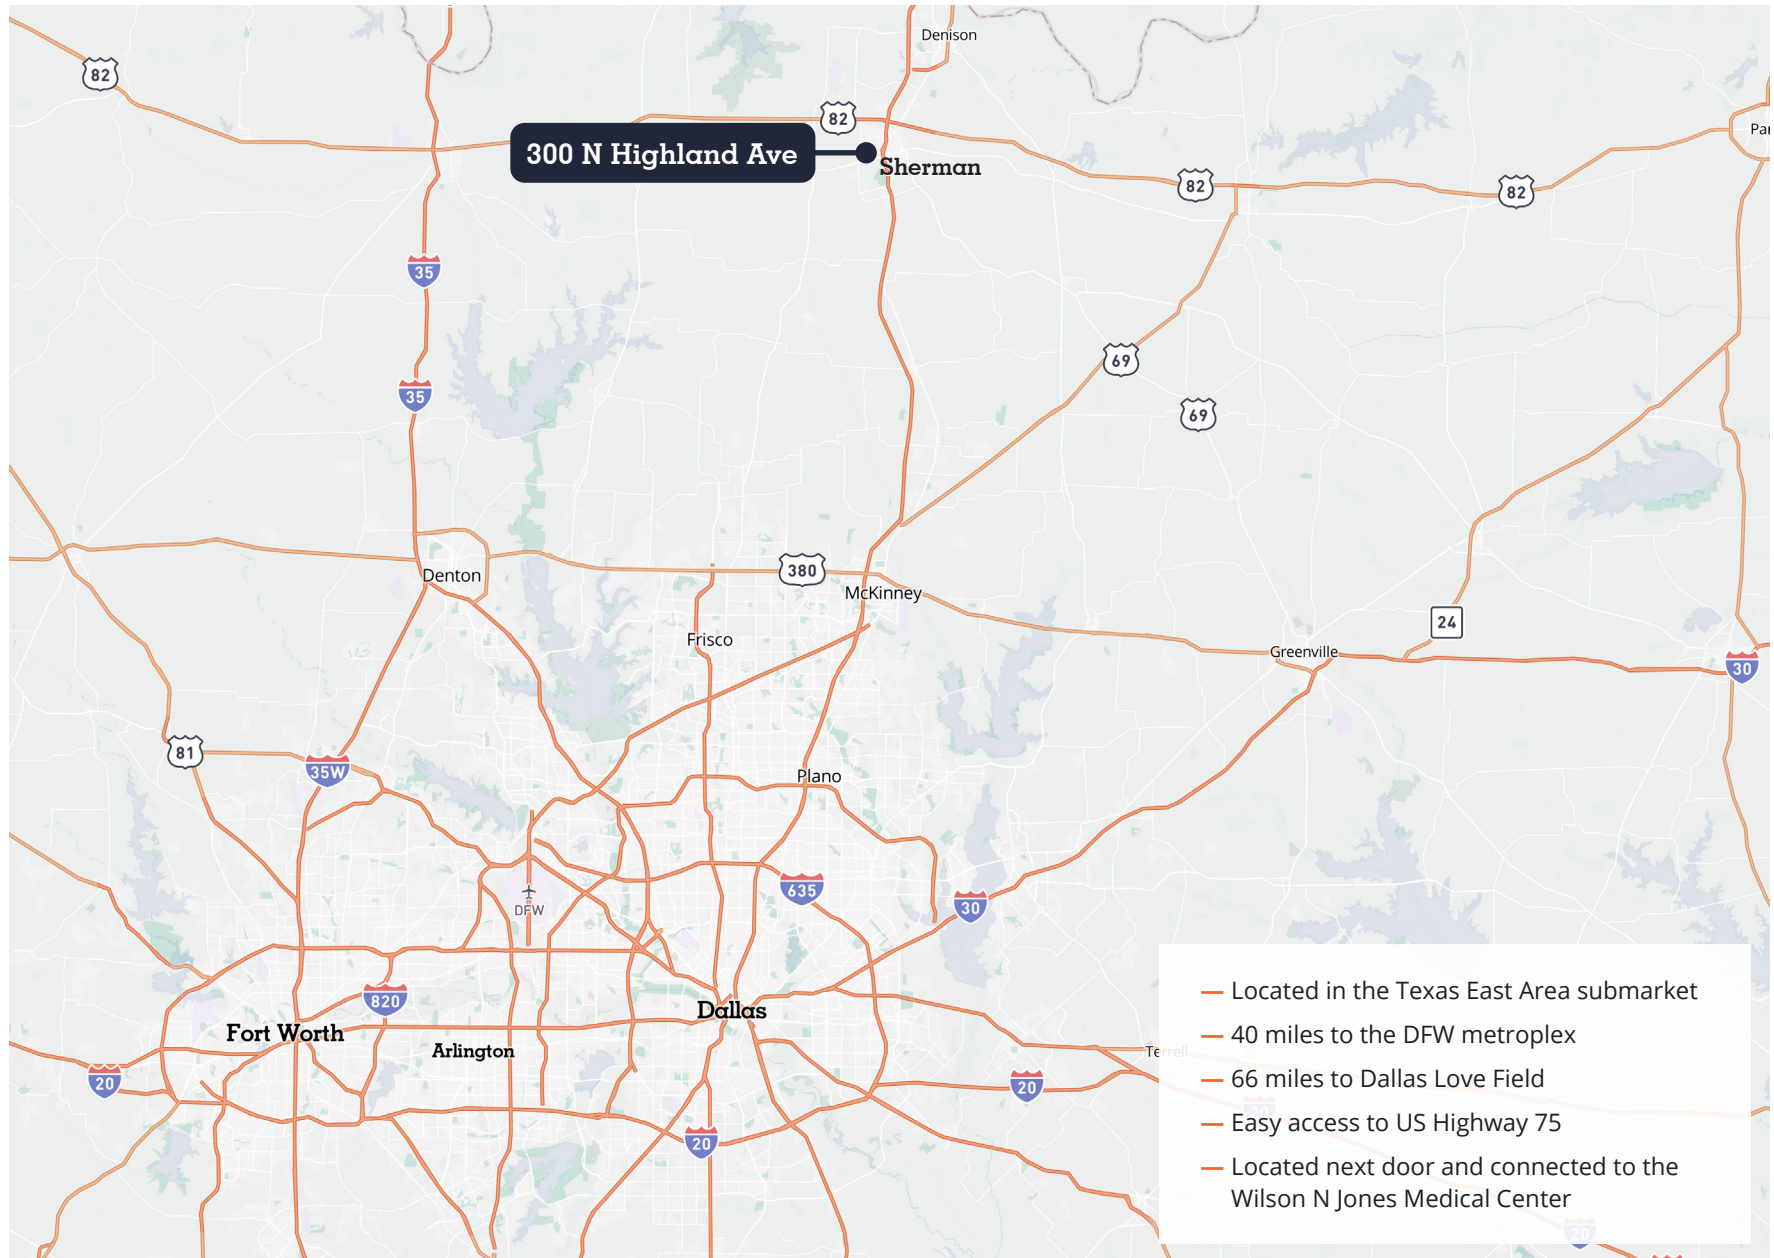 Denison
82
82
Par
300 N Highland Ave
Sherman
82
82
35
69
35
69
380
Denton
McKinney
24
Frisco
Greenville
30
81
35W
Plano
635
30
DFW
820
Dallas
Fort Worth
Arlington
Terrell
20
20
20
20
20
— Located in the Texas East Area submarket
— 40 miles to the DFW metroplex
— 66 miles to Dallas Love Field
— Easy access to US Highway 75
— Located next door and connected to the
Wilson N Jones Medical Center